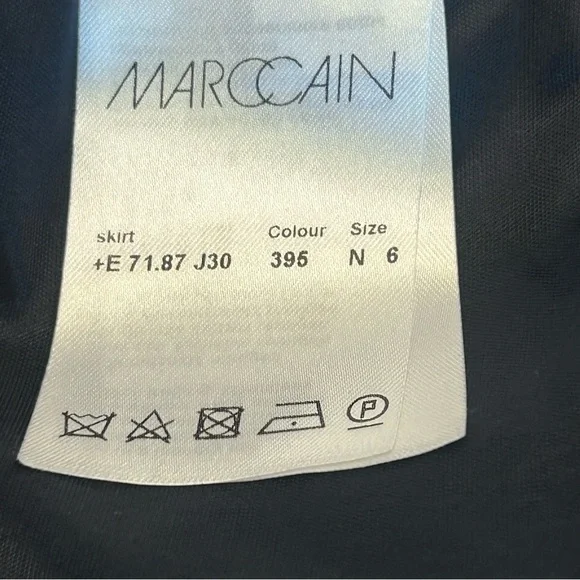 MARCCAIN
skirt Colour Size
+E 71.87 J30 395 N 6
P